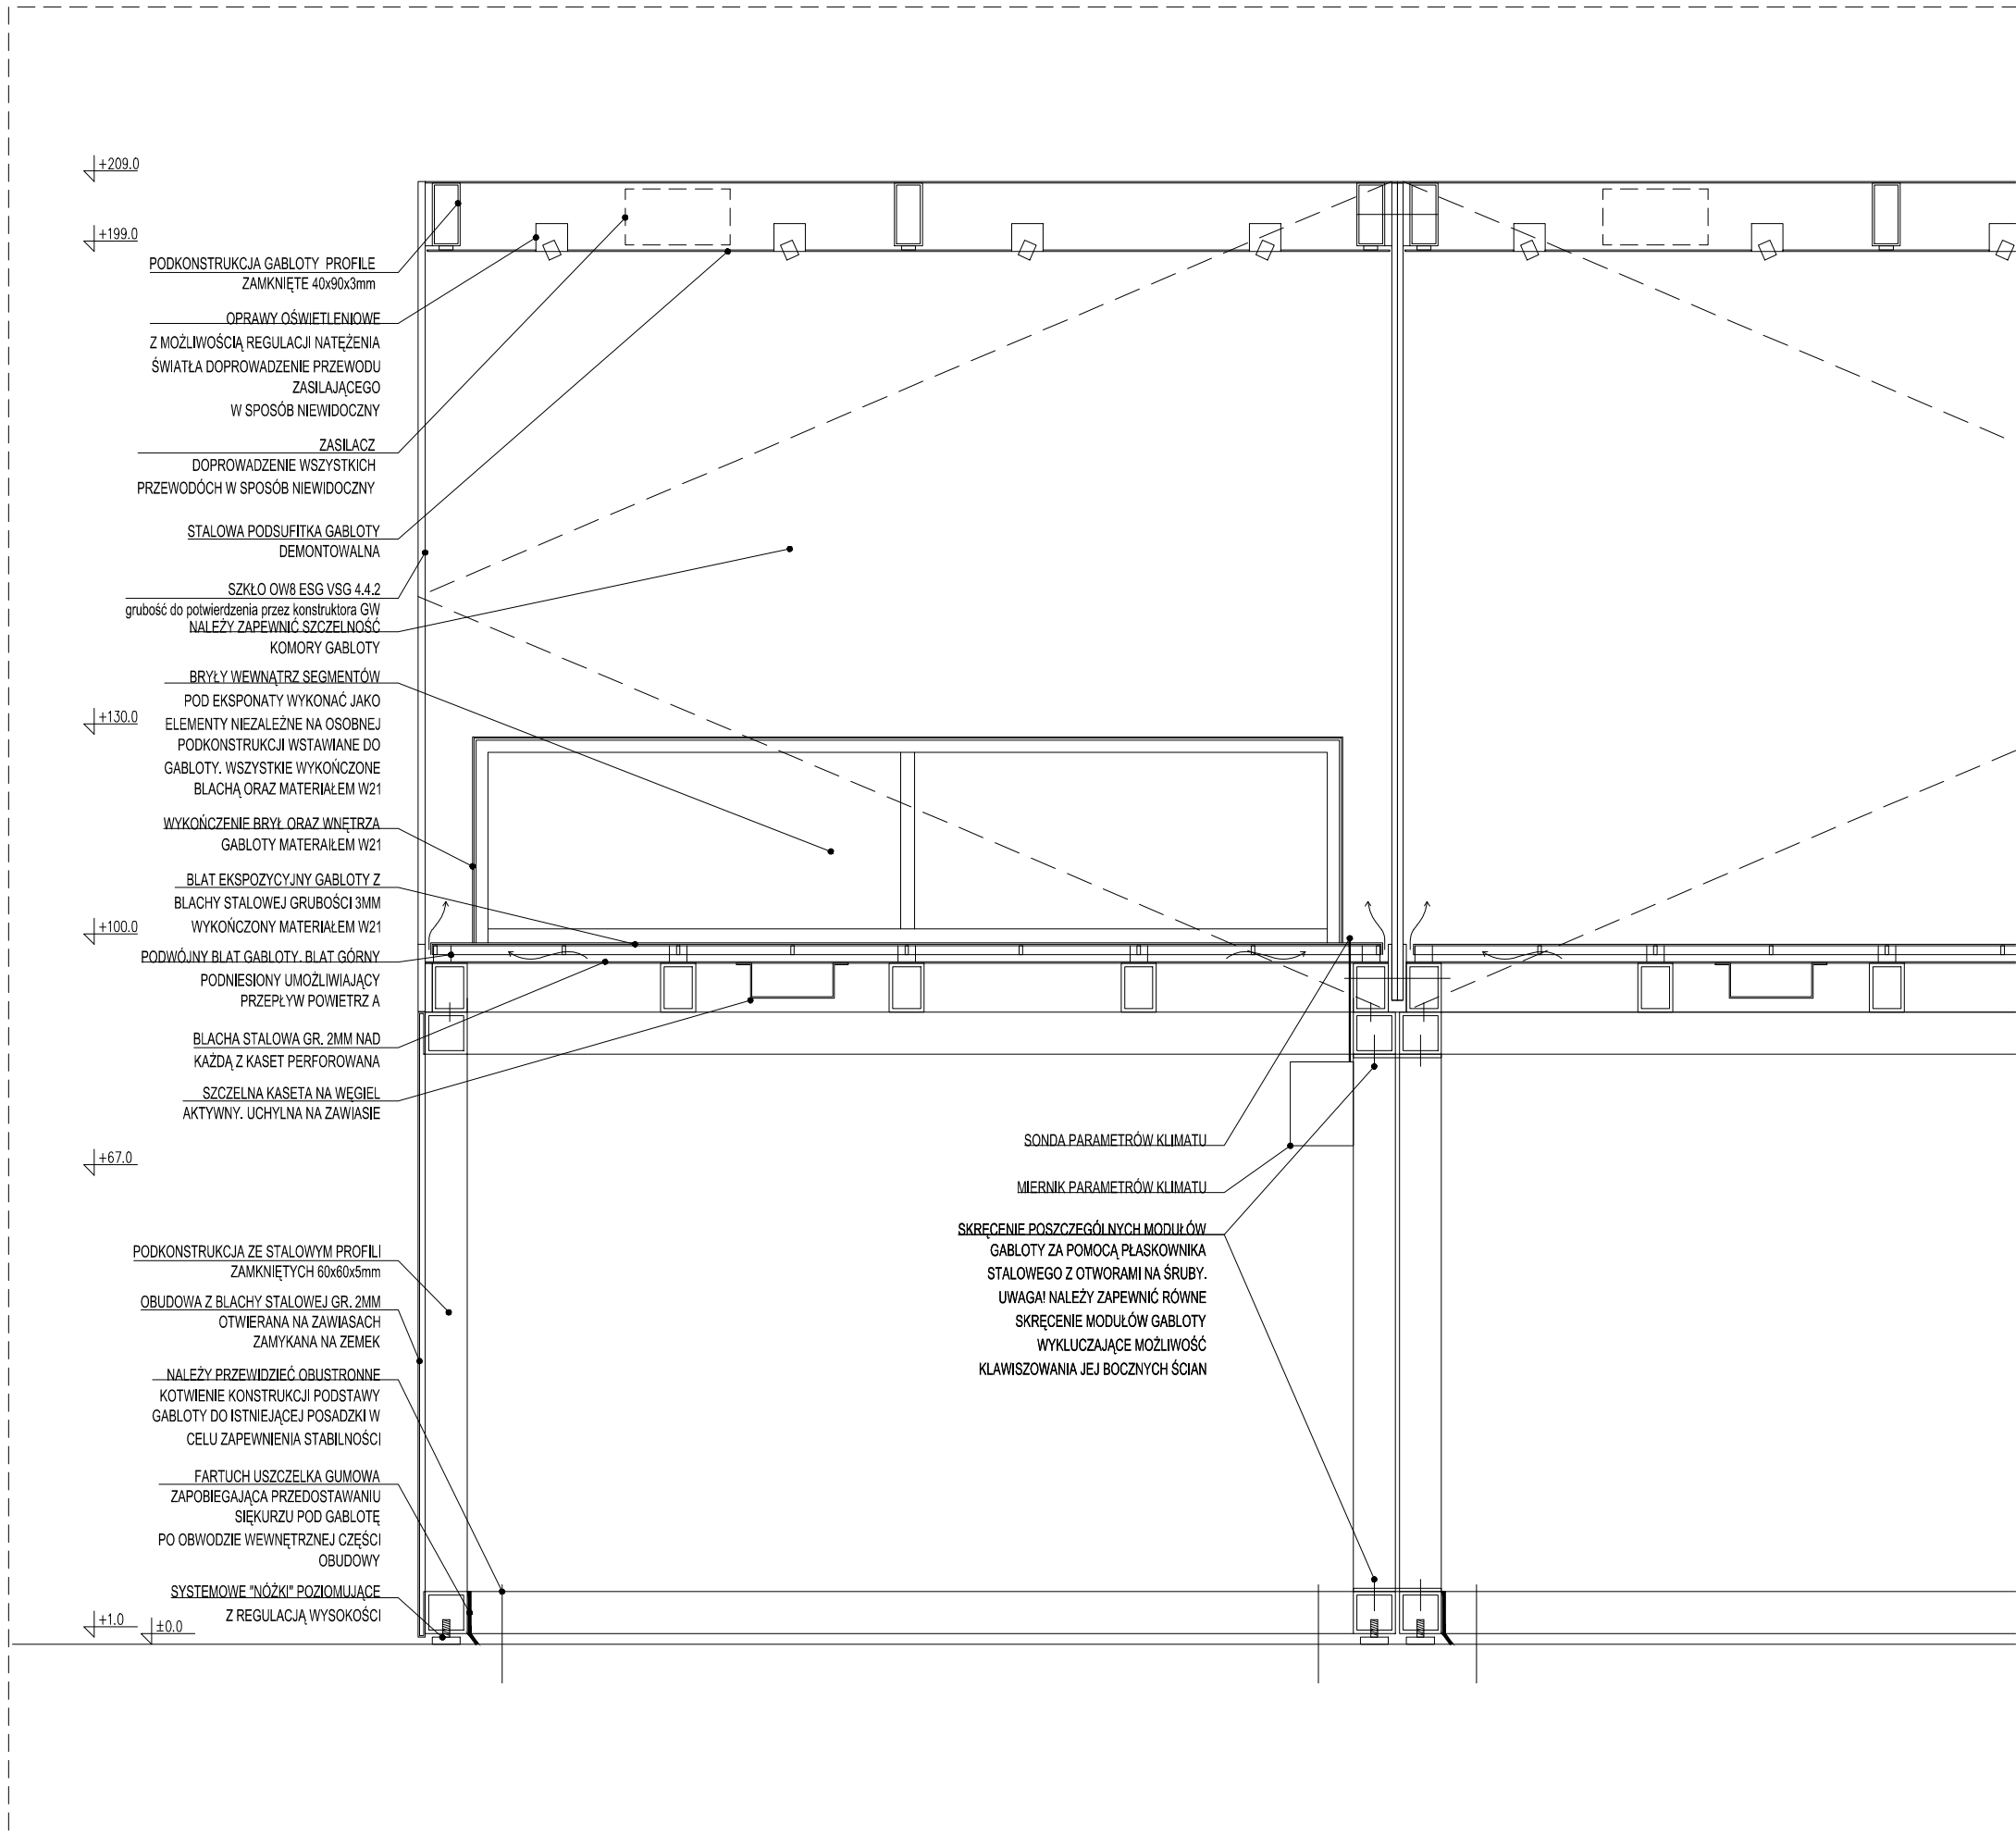 +209.0
+199.0
PODKONSTRUKCJA GABLOTY PROFILE
ZAMKNIĘTE 40x90x3mm
OPRAWY OŚWIETLENIOWE
Z MOŻLIWOŚCIĄ REGULACJI NATĘŻENIA
ŚWIATŁA DOPROWADZENIE PRZEWODU
ZASILAJĄCEGO
W SPOSÓB NIEWIDOCZNY
ZASILACZ
DOPROWADZENIE WSZYSTKICH
PRZEWODÓCH W SPOSÓB NIEWIDOCZNY
STALOWA PODSUFITKA GABLOTY
DEMONTOWALNA
SZKŁO OW8 ESG VSG 4.4.2
grubość do potwierdzenia przez konstruktora GW
NALEŻY ZAPEWNIĆ SZCZELNOŚĆ
KOMORY GABLOTY
BRYŁY WEWNĄTRZ SEGMENTÓW
POD EKSPONATY WYKONAĆ JAKO
+130.0
ELEMENTY NIEZALEŻNE NA OSOBNEJ
PODKONSTRUKCJI WSTAWIANE DO
GABLOTY. WSZYSTKIE WYKOŃCZONE
BLACHĄ ORAZ MATERIAŁEM W21
WYKOŃCZENIE BRYŁ ORAZ WNĘTRZA
GABLOTY MATERAIŁEM W21
BLAT EKSPOZYCYJNY GABLOTY Z
BLACHY STALOWEJ GRUBOŚCI 3MM
WYKOŃCZONY MATERIAŁEM W21
+100.0
PODWÓJNY BLAT GABLOTY. BLAT GÓRNY
PODNIESIONY UMOŻLIWIAJĄCY
PRZEPŁYW POWIETRZ A
BLACHA STALOWA GR. 2MM NAD
KAŻDĄ Z KASET PERFOROWANA
SZCZELNA KASETA NA WĘGIEL
AKTYWNY. UCHYLNA NA ZAWIASIE
+67.0
SONDA PARAMETRÓW KLIMATU
MIERNIK PARAMETRÓW KLIMATU
SKRĘCENIE POSZCZEGÓLNYCH MODUŁÓW
GABLOTY ZA POMOCĄ PŁASKOWNIKA
STALOWEGO Z OTWORAMI NA ŚRUBY.
UWAGA! NALEŻY ZAPEWNIĆ RÓWNE
SKRĘCENIE MODUŁÓW GABLOTY
WYKLUCZAJĄCE MOŻLIWOŚĆ
KLAWISZOWANIA JEJ BOCZNYCH ŚCIAN
PODKONSTRUKCJA ZE STALOWYM PROFILI
ZAMKNIĘTYCH 60x60x5mm
OBUDOWA Z BLACHY STALOWEJ GR. 2MM
OTWIERANA NA ZAWIASACH
ZAMYKANA NA ZEMEK
NALEŻY PRZEWIDZIEĆ OBUSTRONNE
KOTWIENIE KONSTRUKCJI PODSTAWY
GABLOTY DO ISTNIEJĄCEJ POSADZKI W
CELU ZAPEWNIENIA STABILNOŚCI
FARTUCH USZCZELKA GUMOWA
ZAPOBIEGAJĄCA PRZEDOSTAWANIU
SIĘKURZU POD GABLOTĘ
PO OBWODZIE WEWNĘTRZNEJ CZĘŚCI
OBUDOWY
SYSTEMOWE "NÓŻKI" POZIOMUJĄCE
Z REGULACJĄ WYSOKOŚCI
+1.0
±0.0